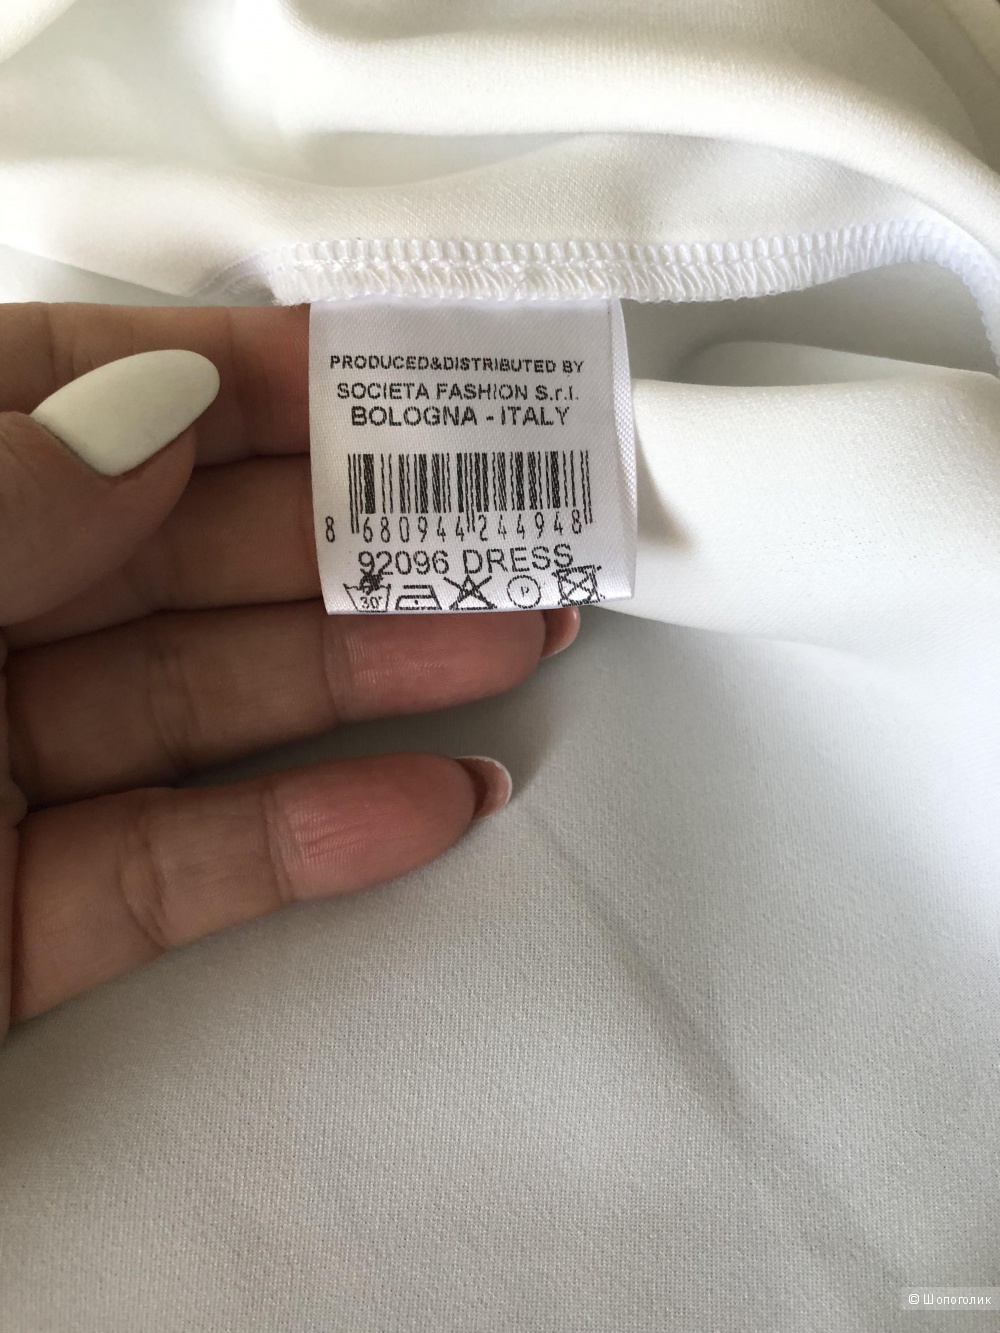 PRODUCED&DISTRIBUTED BY
SOCIETA FASHION S.r.l.
BOLOGNA - ITALY
8 680944 244948
92096 DRESS
30°
P
© Шопоголик